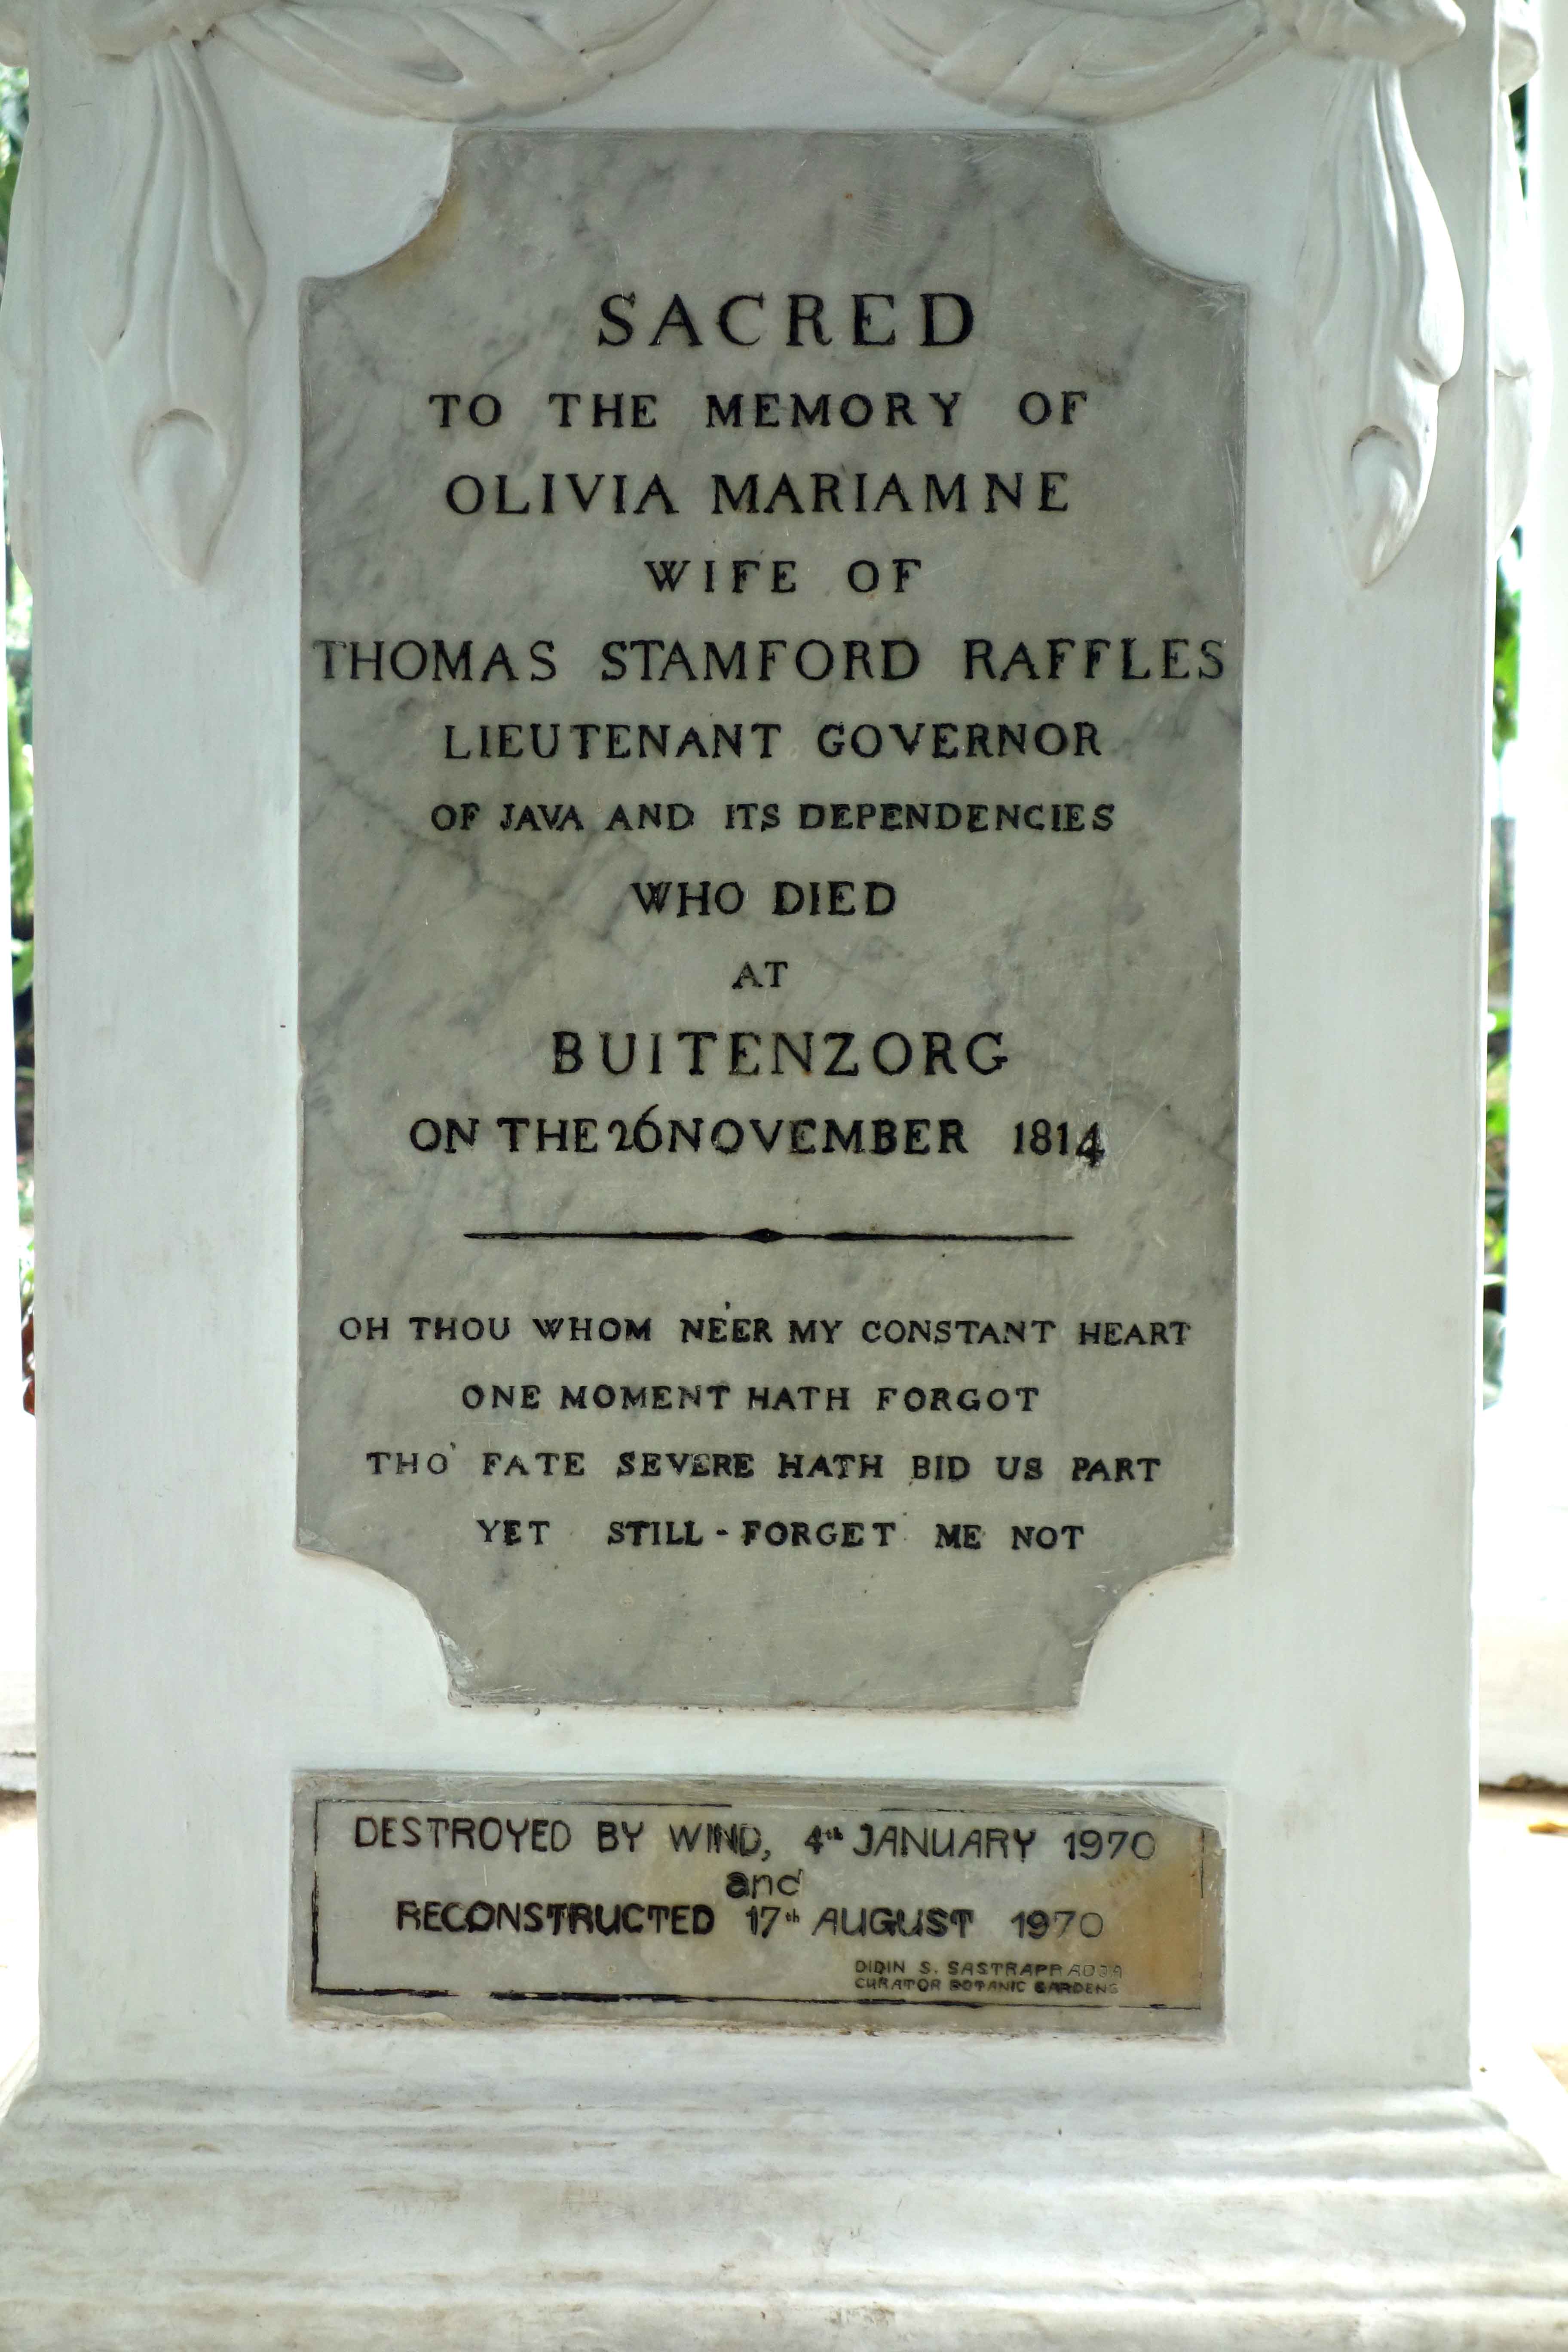 SACRED
TO THE MEMORY OF
OLIVIA MARIAMNE
WIFE OF
THOMAS STAMFORD RAFFLES
LIEUTENANT GOVERNOR
OF JAVA AND ITS DEPENDENCIES
WHO DIED
AT
BUITENZORG
ON THE 26 NOVEMBER 1814
OH THOU WHOM NE'ER MY CONSTANT HEART
ONE MOMENT HATH FORGOT
THO' FATE SEVERE HATH BID US PART
YET STILL - FORGET ME NOT
DESTROYED BY WIND, 4th JANUARY 1970
and
RECONSTRUCTED 17th AUGUST 1970
DIDIN S. SASTRAPRADJA
CURATOR BOTANIC GARDENS